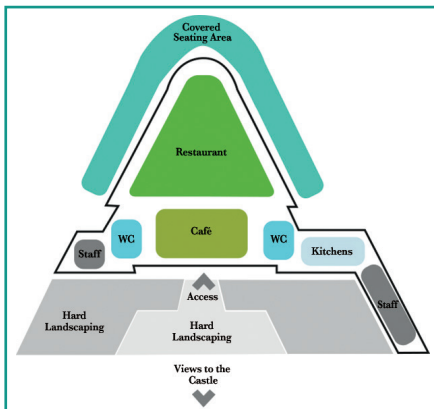 Covered
Seating Area
Restaurant
WC
Café
WC
Staff
Kitchens
Access
Staff
Hard
Landscaping
Hard
Landscaping
Views to the
Castle